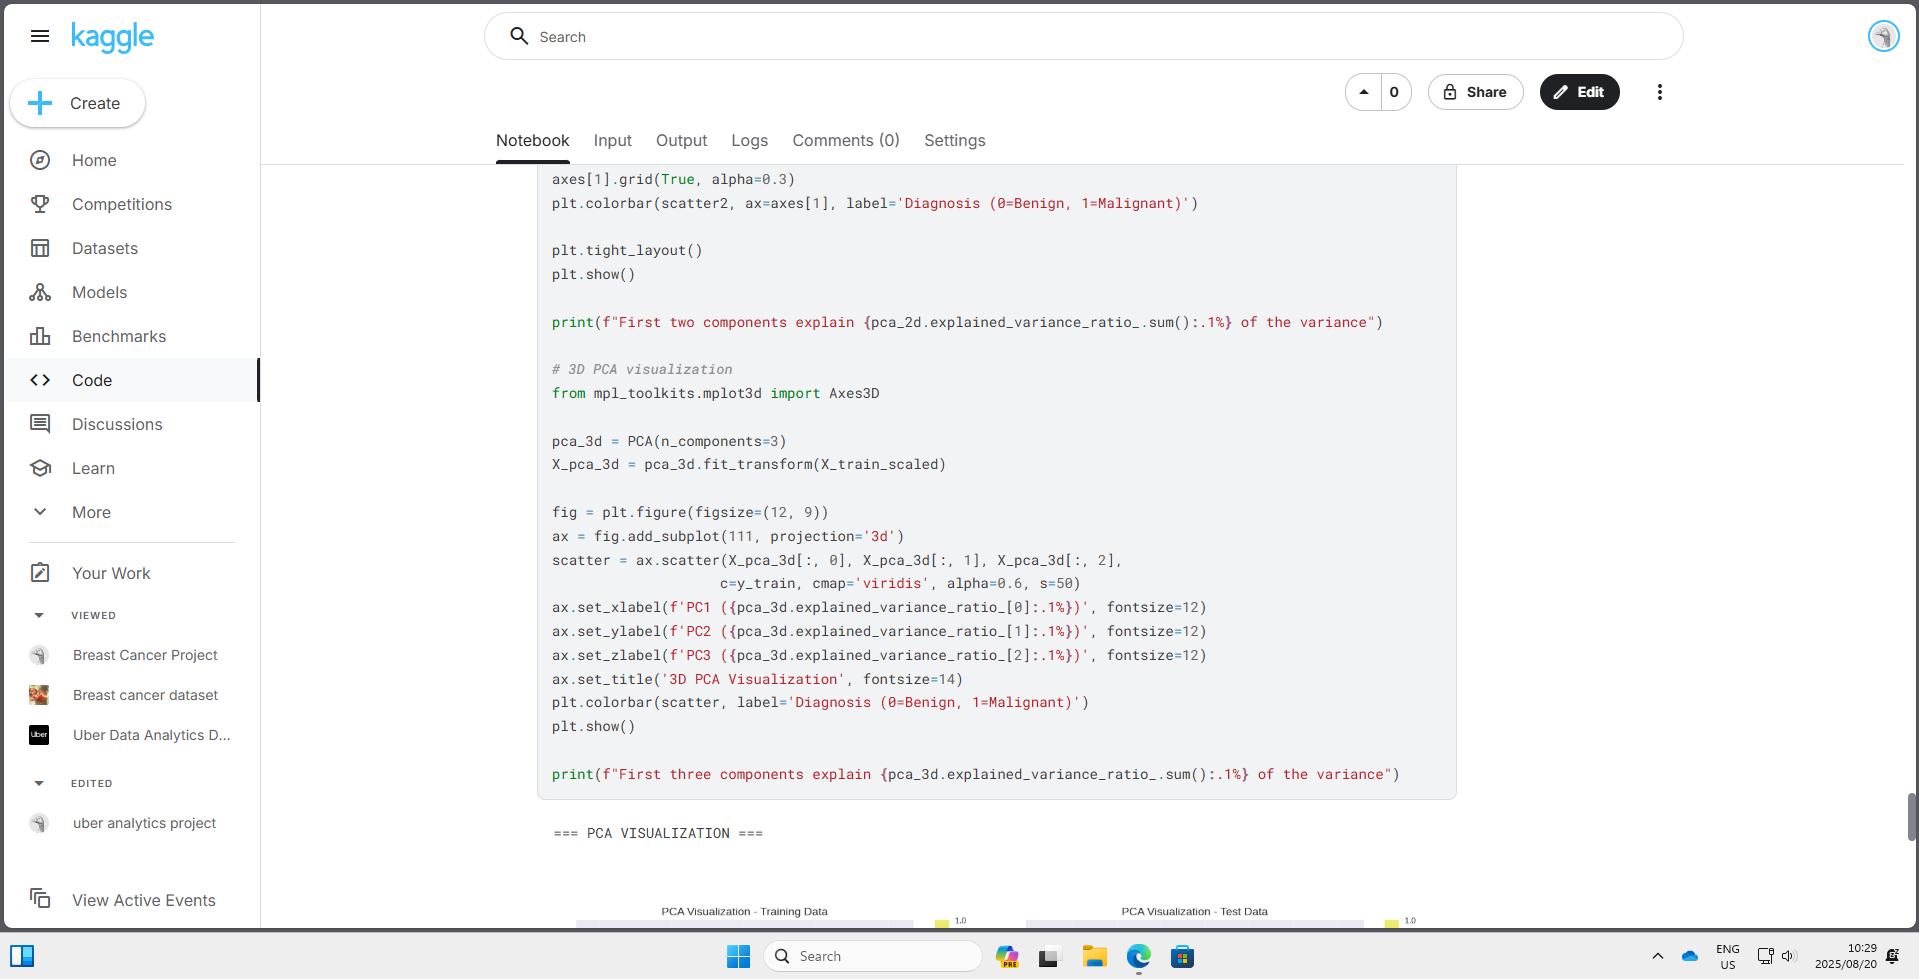 kaggle
Search
Create
0
Share
Edit
Notebook
Input
Output
Logs
Comments (0)
Settings
Home
Competitions
Datasets
Models
Benchmarks
Code
Discussions
Learn
More
Your Work
VIEWED
Breast Cancer Project
Breast cancer dataset
Uber
Uber Data Analytics D...
EDITED
uber analytics project
View Active Events
axes[1].grid(True, alpha=0.3)
plt.colorbar(scatter2, ax=axes[1], label='Diagnosis (0=Benign, 1=Malignant)')
plt.tight_layout()
plt.show()
print(f"First two components explain {pca_2d.explained_variance_ratio_.sum():.1%} of the variance")
# 3D PCA visualization
from mpl_toolkits.mplot3d import Axes3D
pca_3d = PCA(n_components=3)
X_pca_3d = pca_3d.fit_transform(X_train_scaled)
fig = plt.figure(figsize=(12, 9))
ax = fig.add_subplot(111, projection='3d')
scatter = ax.scatter(X_pca_3d[:, 0], X_pca_3d[:, 1], X_pca_3d[:, 2],
c=y_train, cmap='viridis', alpha=0.6, s=50)
ax.set_xlabel(f'PC1 ({pca_3d.explained_variance_ratio_[0]:.1%})', fontsize=12)
ax.set_ylabel(f'PC2 ({pca_3d.explained_variance_ratio_[1]:.1%})', fontsize=12)
ax.set_zlabel(f'PC3 ({pca_3d.explained_variance_ratio_[2]:.1%})', fontsize=12)
ax.set_title('3D PCA Visualization', fontsize=14)
plt.colorbar(scatter, label='Diagnosis (0=Benign, 1=Malignant)')
plt.show()
print(f"First three components explain {pca_3d.explained_variance_ratio_.sum():.1%} of the variance")
=== PCA VISUALIZATION ===
PCA Visualization - Training Data
1.0
PCA Visualization - Test Data
1.0
Search
PRE
ENG
US
10:29
2025/08/20